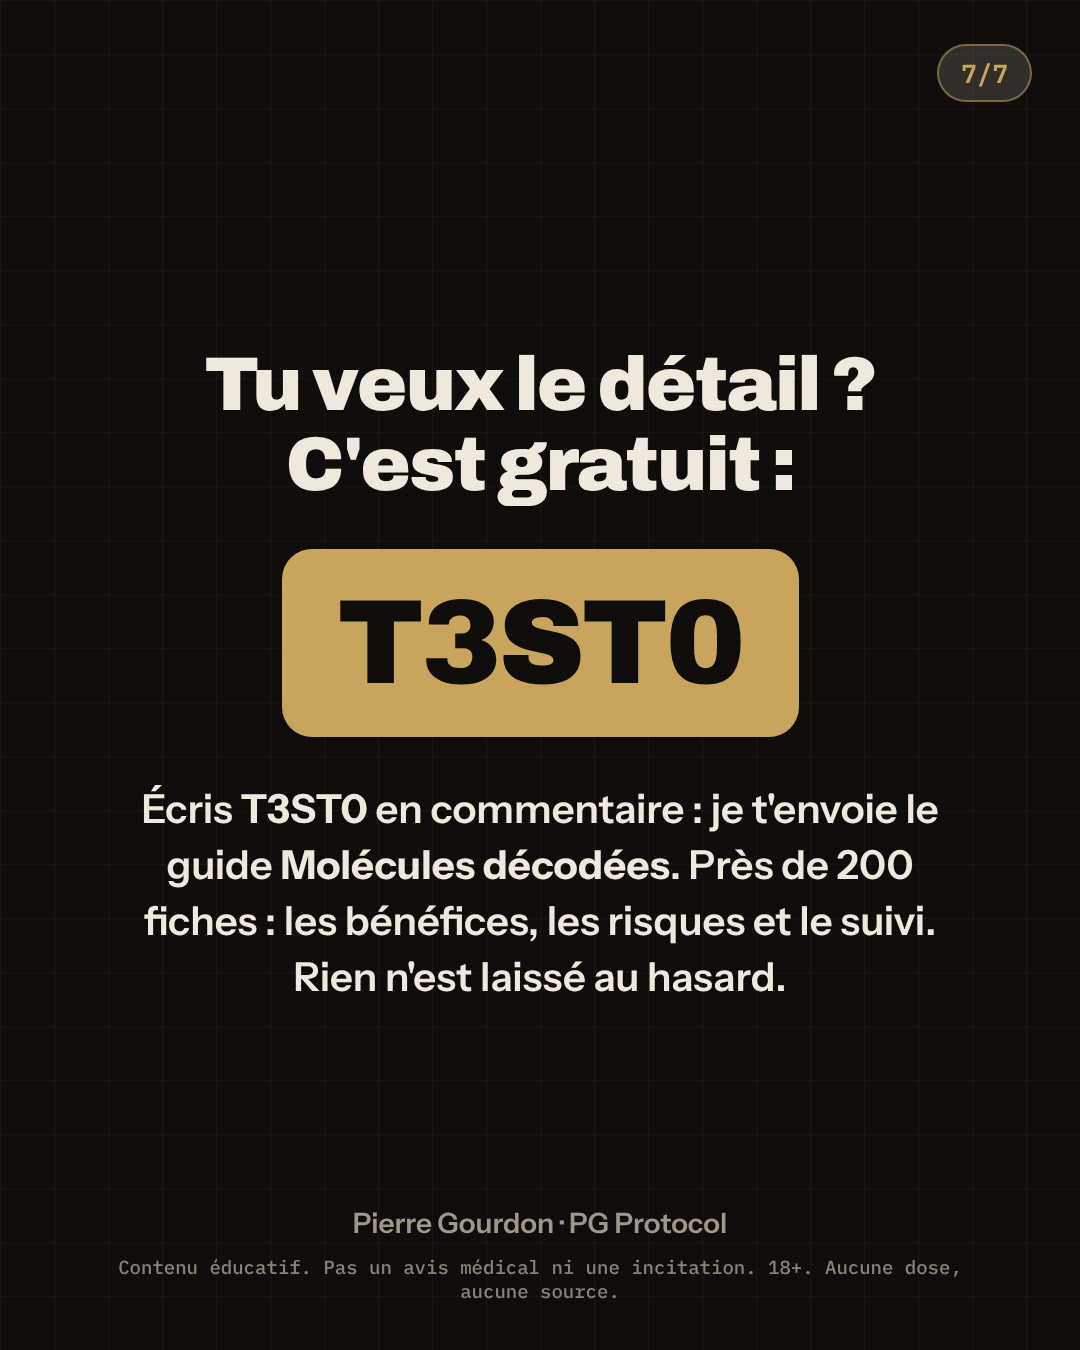 7/7
Tu veux le détail ?
C'est gratuit :
T3ST0
Écris T3ST0 en commentaire : je t'envoie le
guide Molécules décodées. Près de 200
fiches : les bénéfices, les risques et le suivi.
Rien n'est laissé au hasard.
Pierre Gourdon · PG Protocol
Contenu éducatif. Pas un avis médical ni une incitation. 18+. Aucune dose,
aucune source.